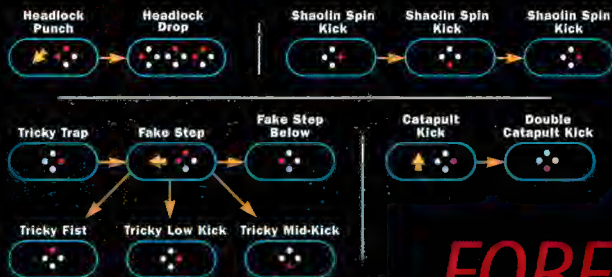 Headlock Punch
Headlock Drop
Shaolin Spin Kick
Shaolin Spin Kick
Shaolin Spin Kick
Tricky Trap
Fake Step
Fake Step Below
Catapult Kick
Double Catapult Kick
Tricky Fist
Tricky Low Kick
Tricky Mid-Kick